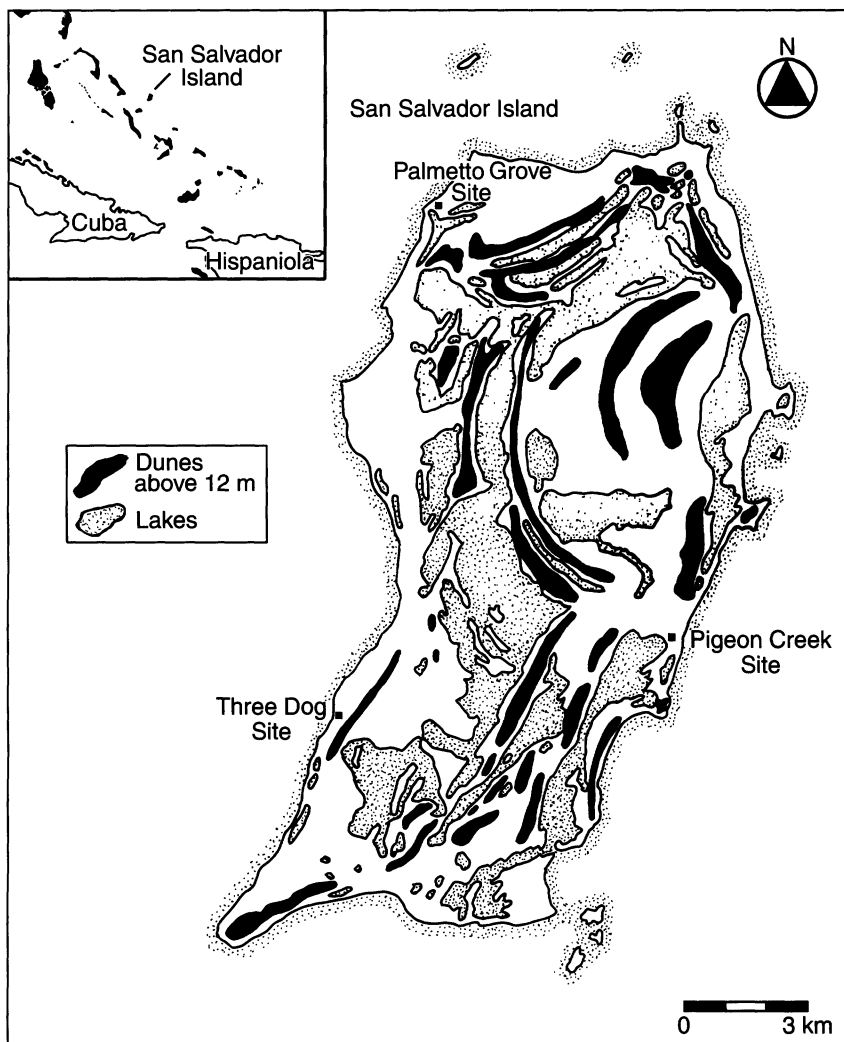 San Salvador
Island
Cuba
Hispaniola
N
San Salvador Island
Palmetto Grove
Site
Dunes
above 12 m
Lakes
Pigeon Creek
Site
Three Dog
Site
0
3 km